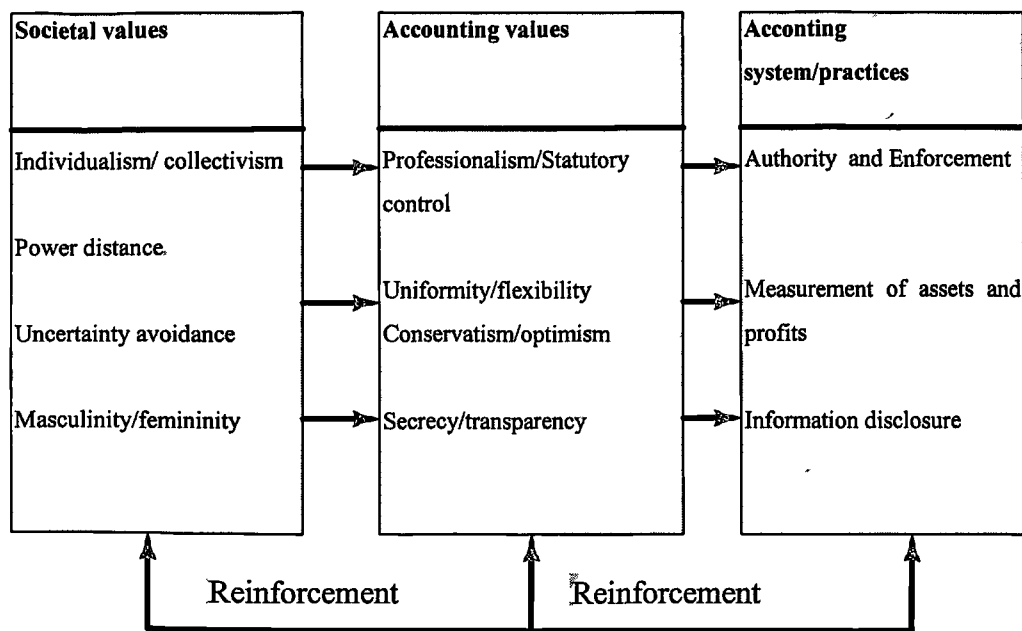 Societal values
Individualism/ collectivism
Power distance.
Uncertainty avoidance
Masculinity/femininity
Accounting values
Professionalism/Statutory
control
Uniformity/flexibility
Conservatism/optimism
Secrecy/transparency
Acconting
system/practices
Authority and Enforcement
Measurement of assets and
profits
Information disclosure
Reinforcement
Reinforcement